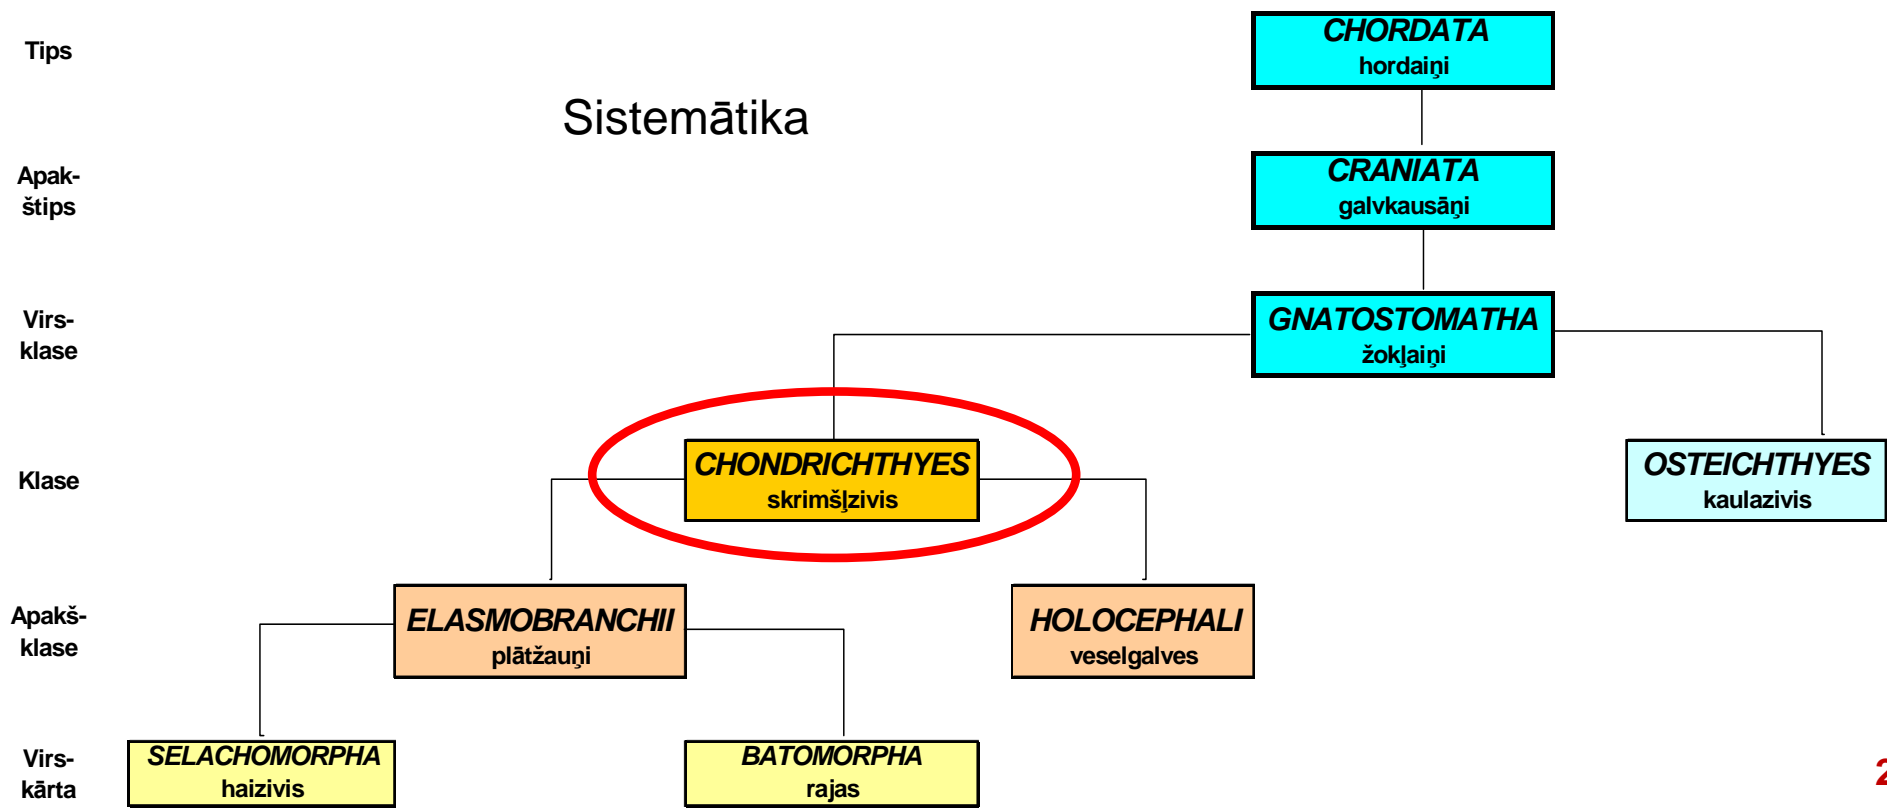 Tips
CHORDATA
hordaiņi
Sistemātika
Apak-
štips
CRANIATA
galvkausāņi
Virs-
klase
GNATOSTOMATHA
žokļaiņi
Klase
CHONDRICHTHYES
skrimšļzivis
OSTEICHTHYES
kaulazivis
Apakš-
klase
ELASMOBRANCHII
plātžauņi
HOLOCEPHALI
veselgalves
Virs-
kārta
SELACHOMORPHA
haizivis
BATOMORPHA
rajas
2